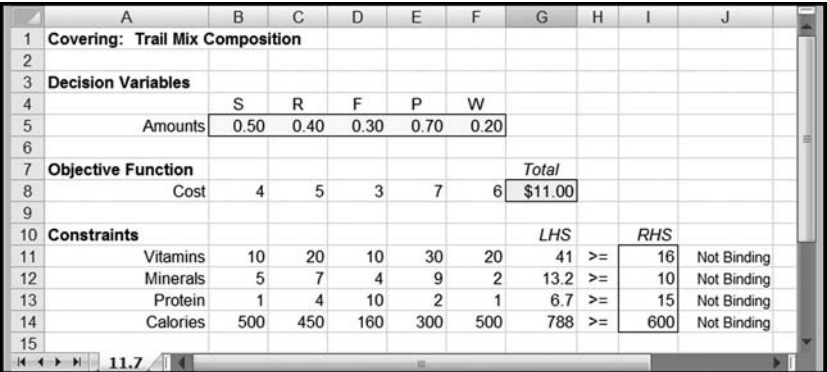 A B C D E F G H I J
1 Covering: Trail Mix Composition
2
3 Decision Variables
4 S R F P W
5 Amounts 0.50 0.40 0.30 0.70 0.20
6
7 Objective Function Total
8 Cost 4 5 3 7 6 $11.00
9
10 Constraints LHS RHS
11 Vitamins 10 20 10 30 20 41 >= 16 Not Binding
12 Minerals 5 7 4 9 2 13.2 >= 10 Not Binding
13 Protein 1 4 10 2 1 6.7 >= 15 Not Binding
14 Calories 500 450 160 300 500 788 >= 600 Not Binding
15
11.7